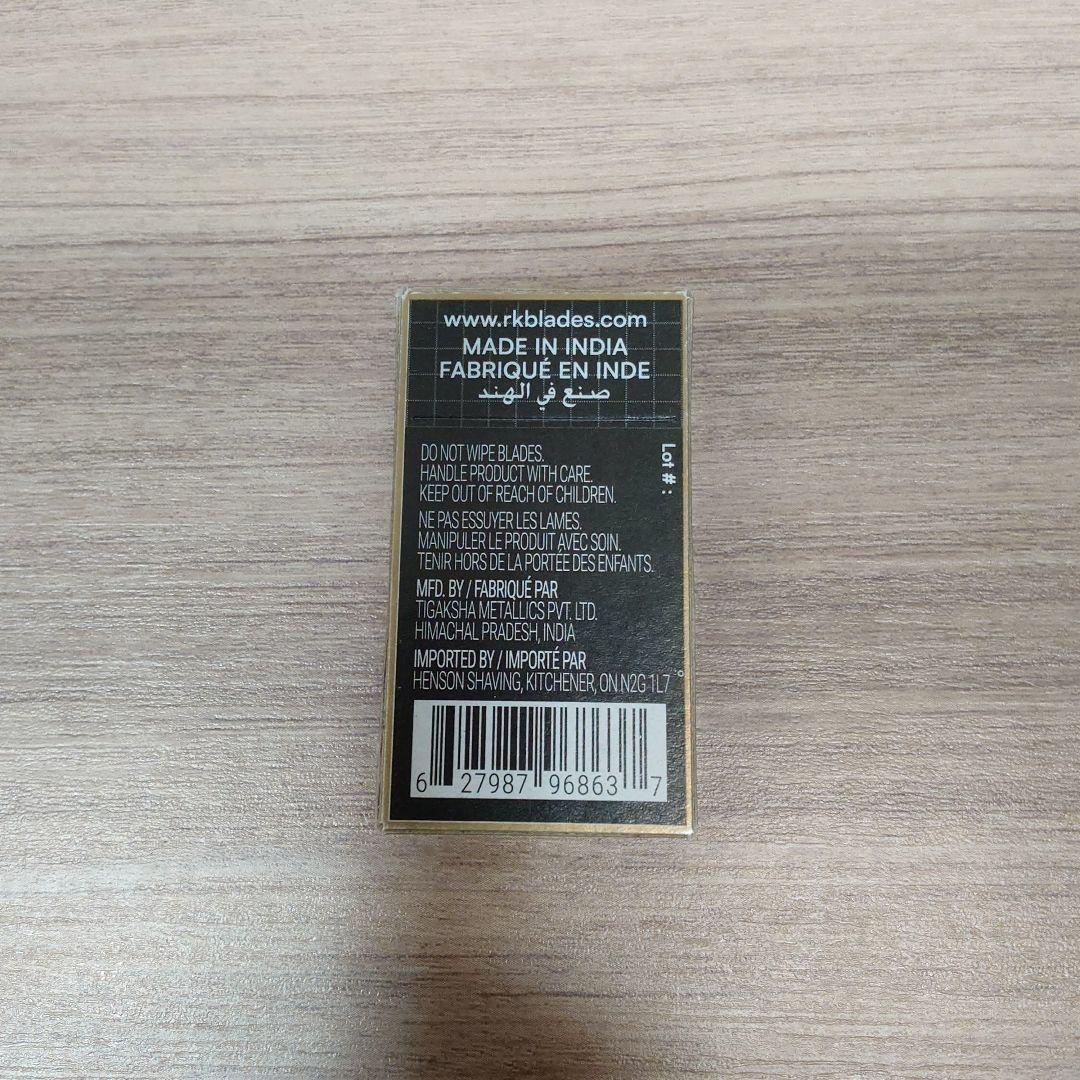 www.rkblades.com
MADE IN INDIA
FABRIQUÉ EN INDE
صنع في الهند
Lot # :
DO NOT WIPE BLADES.
HANDLE PRODUCT WITH CARE.
KEEP OUT OF REACH OF CHILDREN.
NE PAS ESSUYER LES LAMES.
MANIPULER LE PRODUIT AVEC SOIN.
TENIR HORS DE LA PORTÉE DES ENFANTS.
MFD. BY / FABRIQUÉ PAR
TIGAKSHA METALLICS PVT. LTD.
HIMACHAL PRADESH, INDIA
IMPORTED BY / IMPORTÉ PAR
HENSON SHAVING, KITCHENER, ON N2G 1L7
6 27987 96863 7